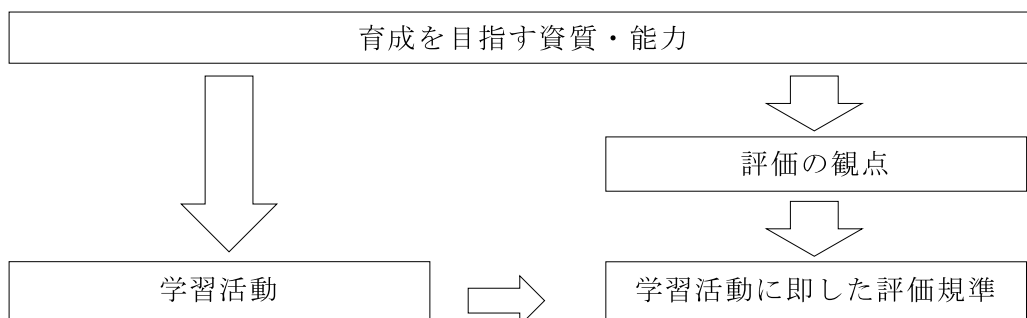 育成を目指す資質・能力
評価の観点
学習活動
学習活動に即した評価規準